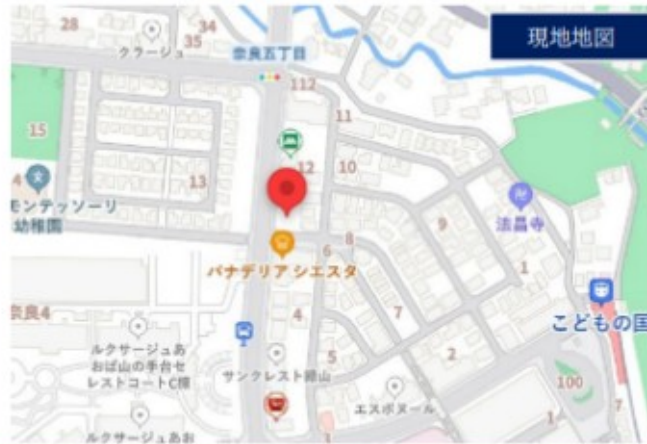 現地地図
28
34
35
クラージュ
奈良五丁目
112
11
15
12
10
13
4
モンテッソーリ
幼稚園
9
法昌寺
8
6
1
パナデリア シエスタ
奈良4
4
7
こどもの国
ルクサージュあ
おば山の手台セ
レストコートC棟
5
2
サンクレスト緑山
100
エスポヌール
1
7
ルクサージュあお
1